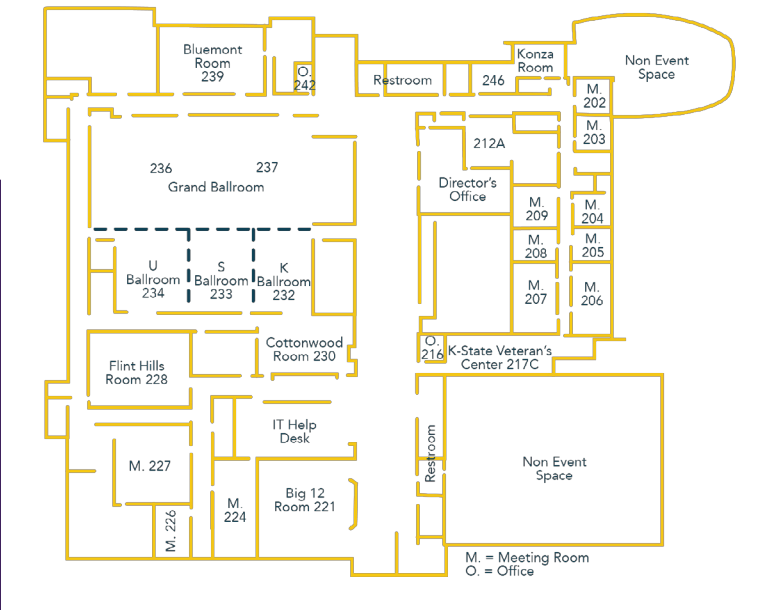 Bluemont
Room
239
O.
242
Restroom
246
Konza
Room
Non Event
Space
M.
202
M.
203
212A
236
237
Grand Ballroom
Director's
Office
M.
209
M.
204
M.
208
M.
205
M.
207
M.
206
U
Ballroom
234
S
Ballroom
233
K
Ballroom
232
Cottonwood
Room 230
O.
216
K-State Veteran's
Center 217C
Flint Hills
Room 228
IT Help
Desk
Restroom
Non Event
Space
M. 227
M. 226
M.
224
Big 12
Room 221
M. = Meeting Room
O. = Office